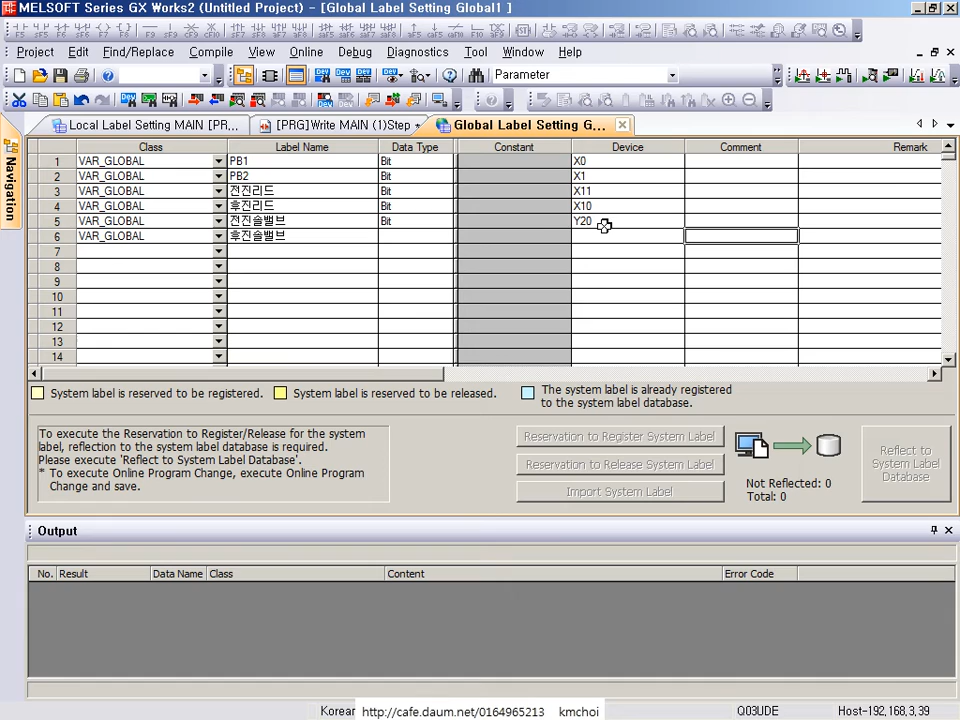 MELSOFT Series GX Works2 (Untitled Project) - [Global Label Setting Global1 ]
Project Edit Find/Replace Compile View Online Debug Diagnostics Tool Window Help
Parameter
Local Label Setting MAIN [PR... [PRG]Write MAIN (1)Step * Global Label Setting G...
Navigation
Class Label Name Data Type Constant Device Comment Remark
1 VAR_GLOBAL PB1 Bit X0
2 VAR_GLOBAL PB2 Bit X1
3 VAR_GLOBAL 전진리드 Bit X11
4 VAR_GLOBAL 후진리드 Bit X10
5 VAR_GLOBAL 전진솔밸브 Bit Y20
6 VAR_GLOBAL 후진솔밸브
7
8
9
10
11
12
13
14
System label is reserved to be registered. System label is reserved to be released. The system label is already registered
to the system label database.
To execute the Reservation to Register/Release for the system
label, reflection to the system label database is required.
Please execute 'Reflect to System Label Database'.
* To execute Online Program Change, execute Online Program
Change and save.
Reservation to Register System Label
Reservation to Release System Label
Import System Label
Not Reflected: 0
Total: 0
Reflect to
System Label
Database
Output
No. Result Data Name Class Content Error Code
Korean http://cafe.daum.net/0164965213 kmchoi Q03UDE Host-192,168,3,39